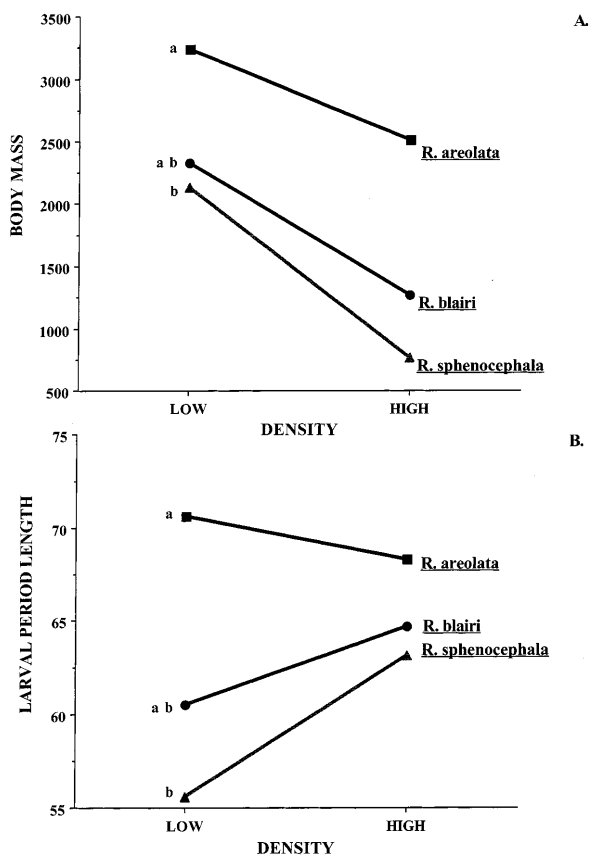 A.
3500
3000
2500
2000
1500
1000
500
BODY MASS
a
a b
b
R. areolata
R. blairi
R. sphenocephala
LOW
HIGH
DENSITY
B.
75
70
65
60
55
LARVAL PERIOD LENGTH
a
a b
b
R. areolata
R. blairi
R. sphenocephala
LOW
HIGH
DENSITY